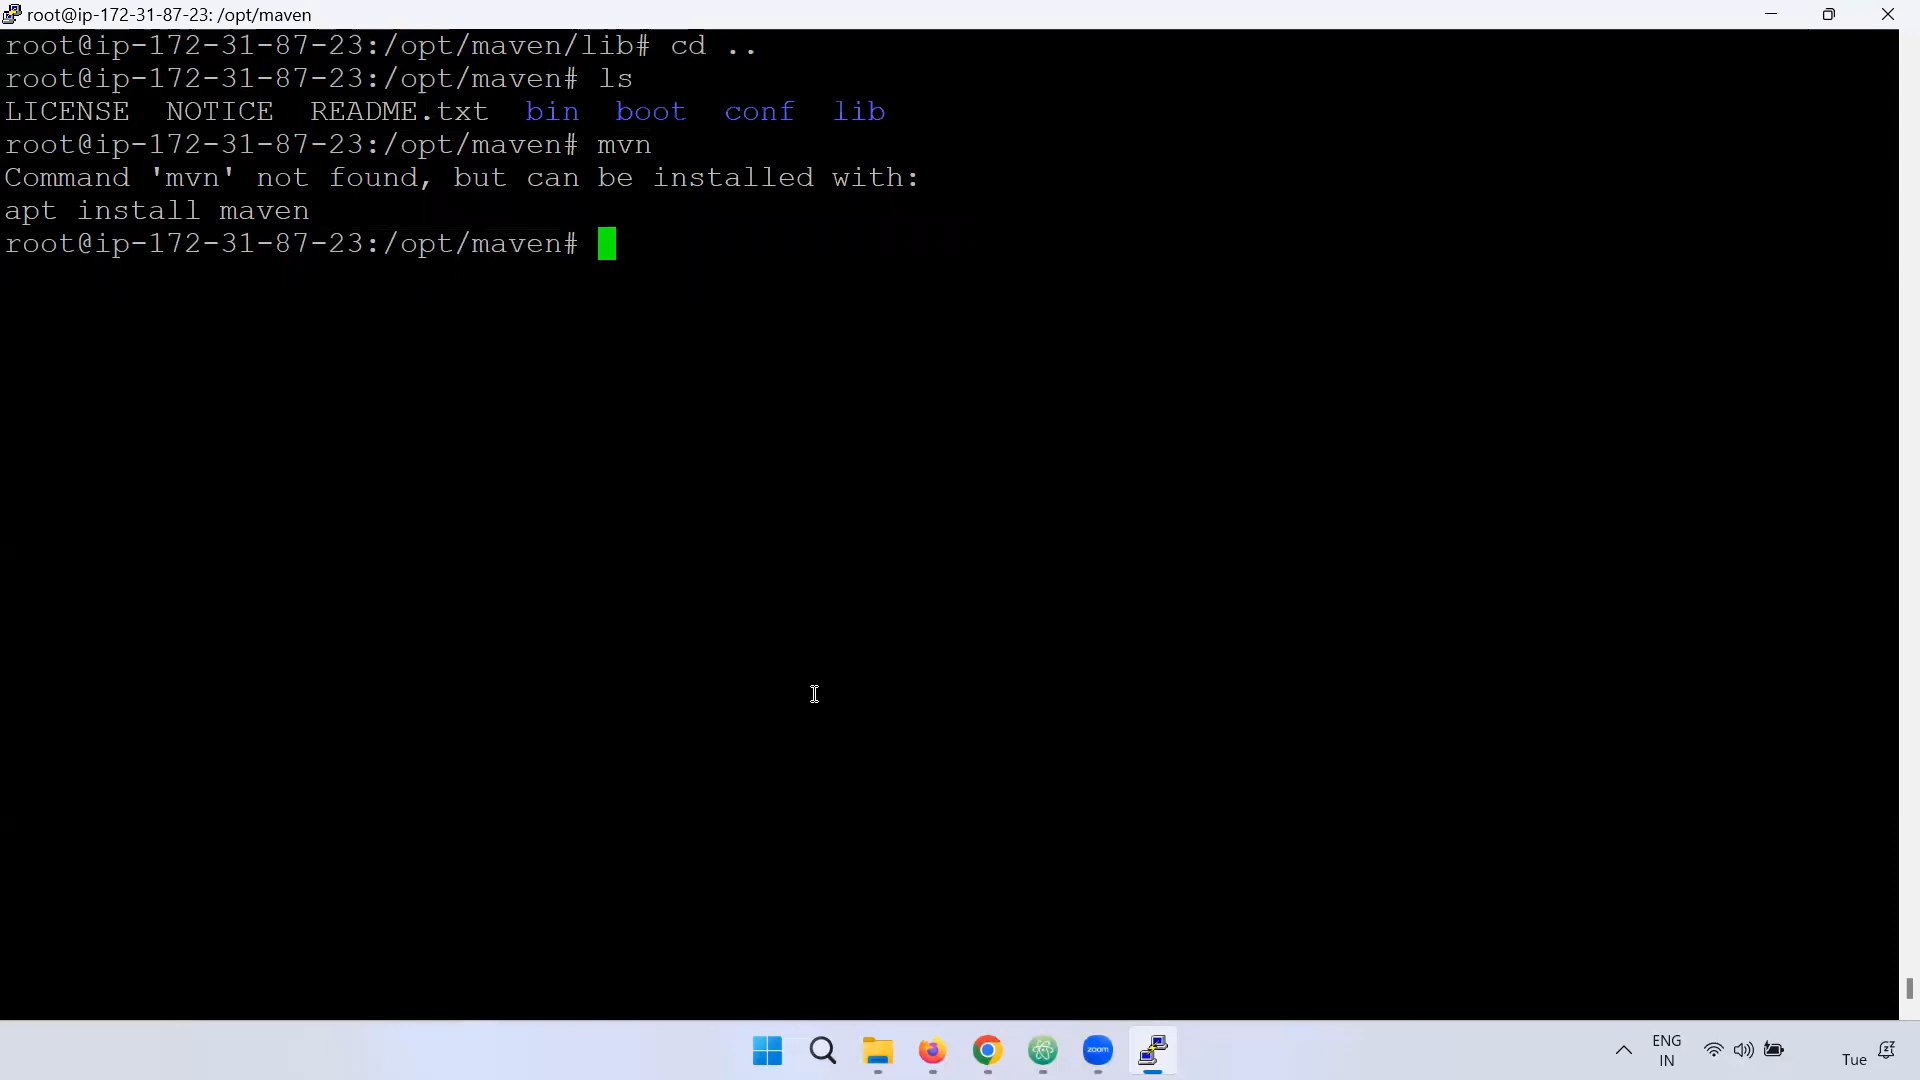 root@ip-172-31-87-23: /opt/maven
root@ip-172-31-87-23:/opt/maven/lib# cd ..
root@ip-172-31-87-23:/opt/maven# ls
LICENSE  NOTICE  README.txt  bin  boot  conf  lib
root@ip-172-31-87-23:/opt/maven# mvn
Command 'mvn' not found, but can be installed with:
apt install maven
root@ip-172-31-87-23:/opt/maven#
zoom
ENG
IN
Tue